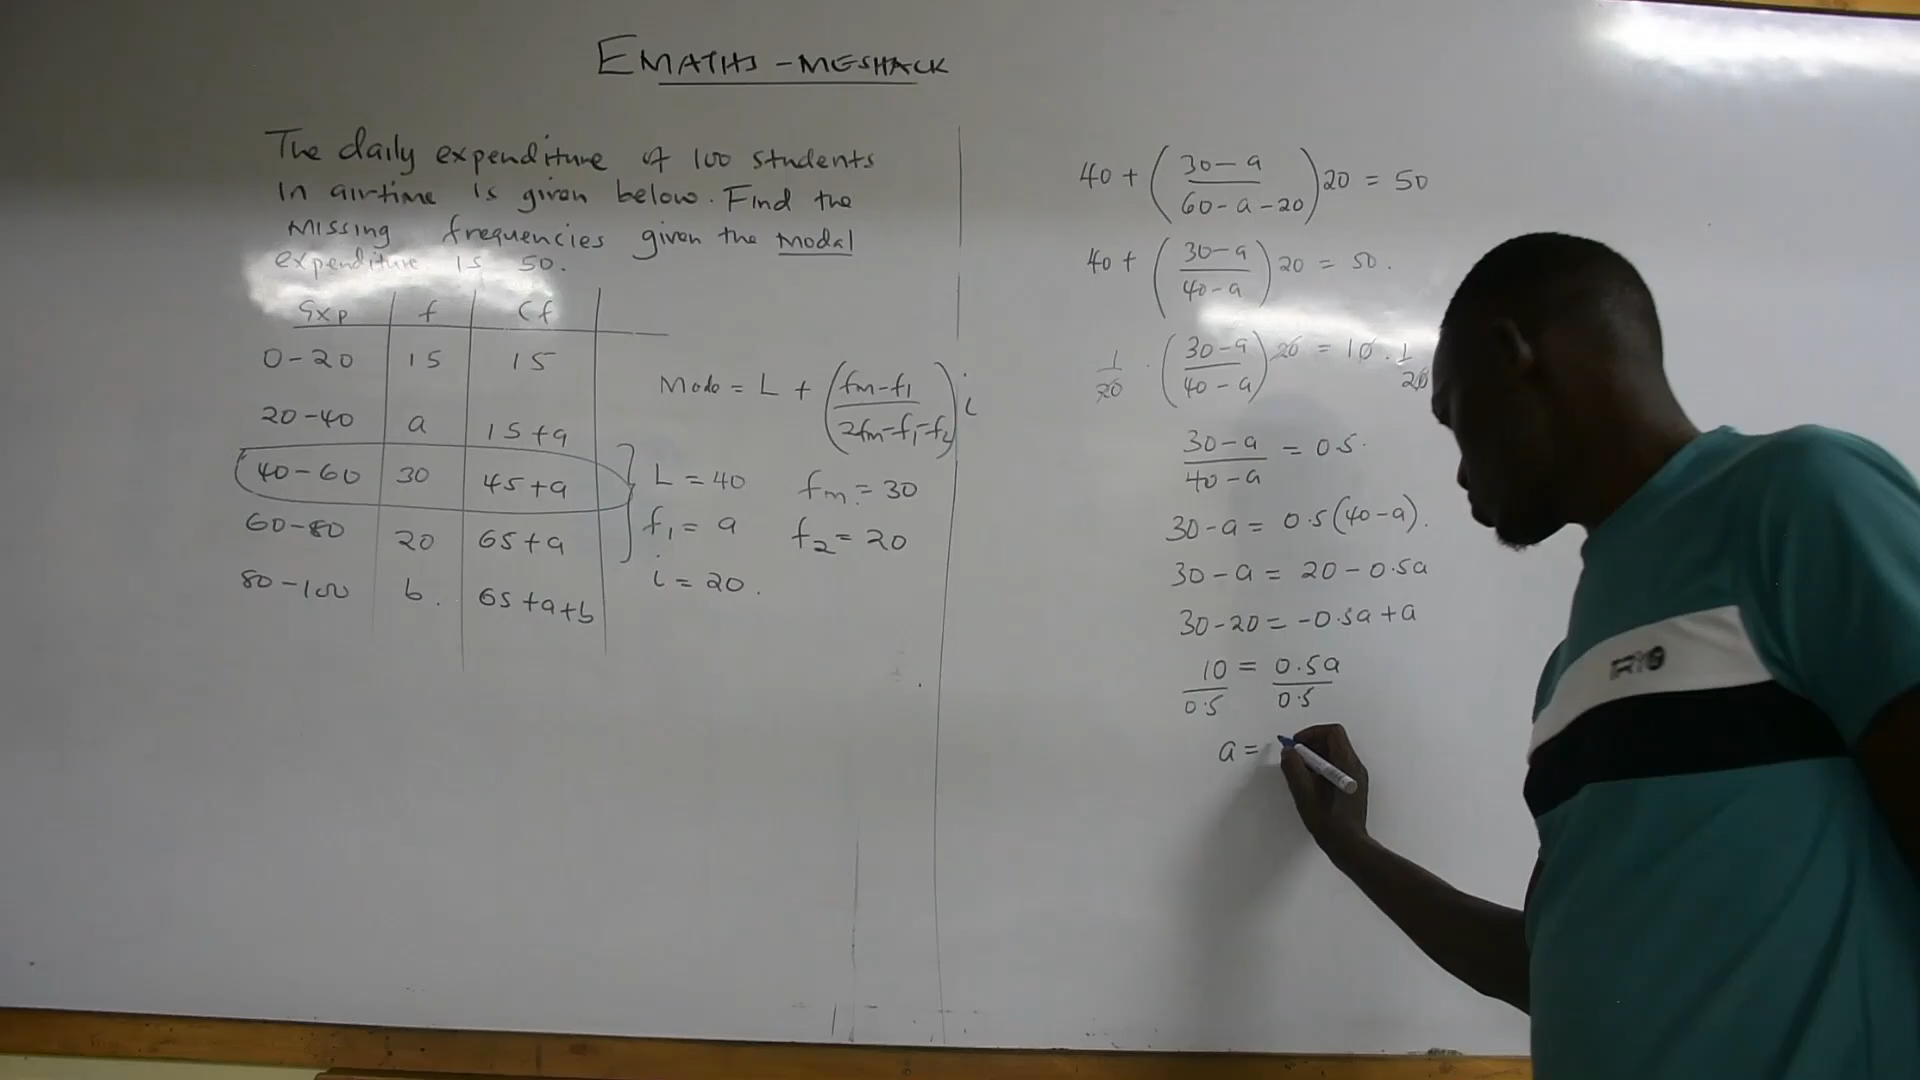 EMATHS - MESHACK
The daily expenditure of 100 students
in airtime is given below. Find the
Missing frequencies given the Modal
expenditure is 50.
Exp f Cf
0-20 15 15
20-40 a 15+a
40-60 30 45+a
60-80 20 65+a
80-100 b. 65+a+b
Mode = L + (fm-f1/2fm-f1-f2) i
L = 40 fm = 30
f1 = a f2 = 20
i = 20.
40 + (30-a/60-a-20) 20 = 50
40 + (30-a/40-a) 20 = 50.
1/20 . (30-a/40-a) 20 = 10 . 1/20
30-a/40-a = 0.5.
30-a = 0.5(40-a).
30-a = 20-0.5a
30-20 = -0.5a+a
10/0.5 = 0.5a/0.5
a =